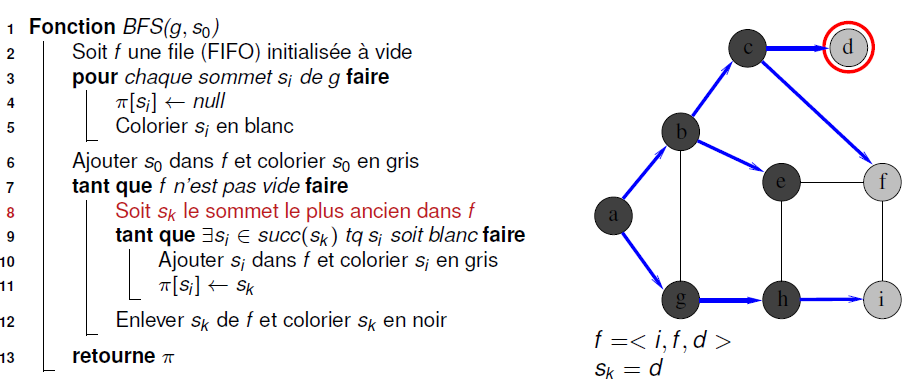 1 Fonction BFS(g, s₀)
2 Soit f une file (FIFO) initialisée à vide
3 pour chaque sommet sᵢ de g faire
4 π[sᵢ] ← null
5 Colorier sᵢ en blanc
6 Ajouter s₀ dans f et colorier s₀ en gris
7 tant que f n'est pas vide faire
8 Soit sₖ le sommet le plus ancien dans f
9 tant que ∃sᵢ ∈ succ(sₖ) tq sᵢ soit blanc faire
10 Ajouter sᵢ dans f et colorier sᵢ en gris
11 π[sᵢ] ← sₖ
12 Enlever sₖ de f et colorier sₖ en noir
13 retourne π
c d
b
e f
a
g h i
f =< i, f, d >
sₖ = d